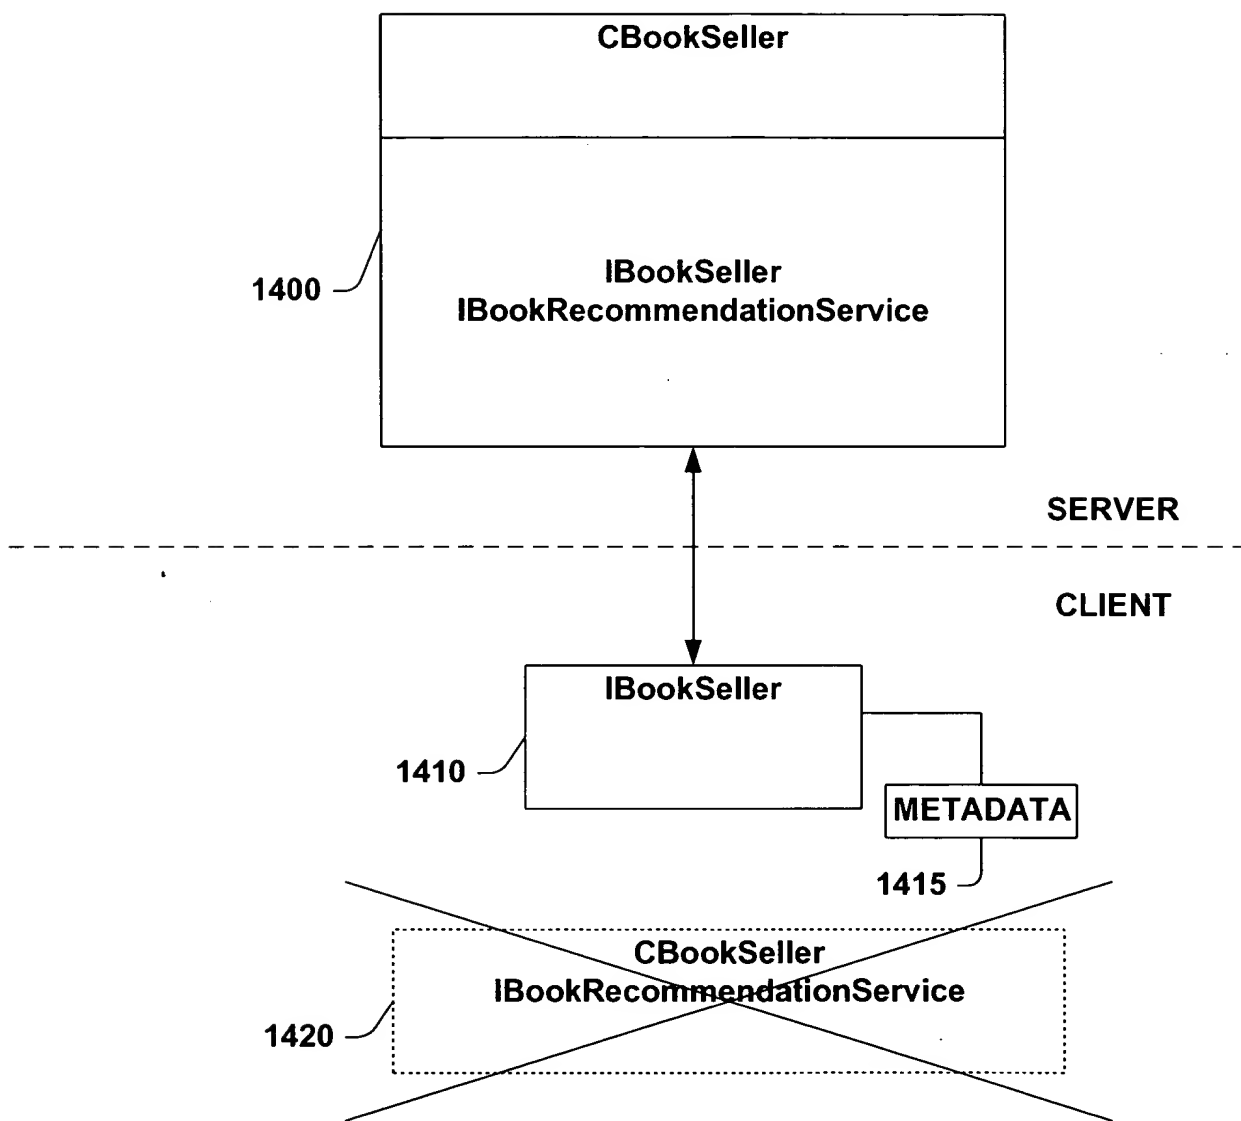 CBookSeller
IBookSeller
IBookRecommendationService
1400
SERVER
CLIENT
IBookSeller
1410
METADATA
1415
CBookSeller
IBookRecommendationService
1420